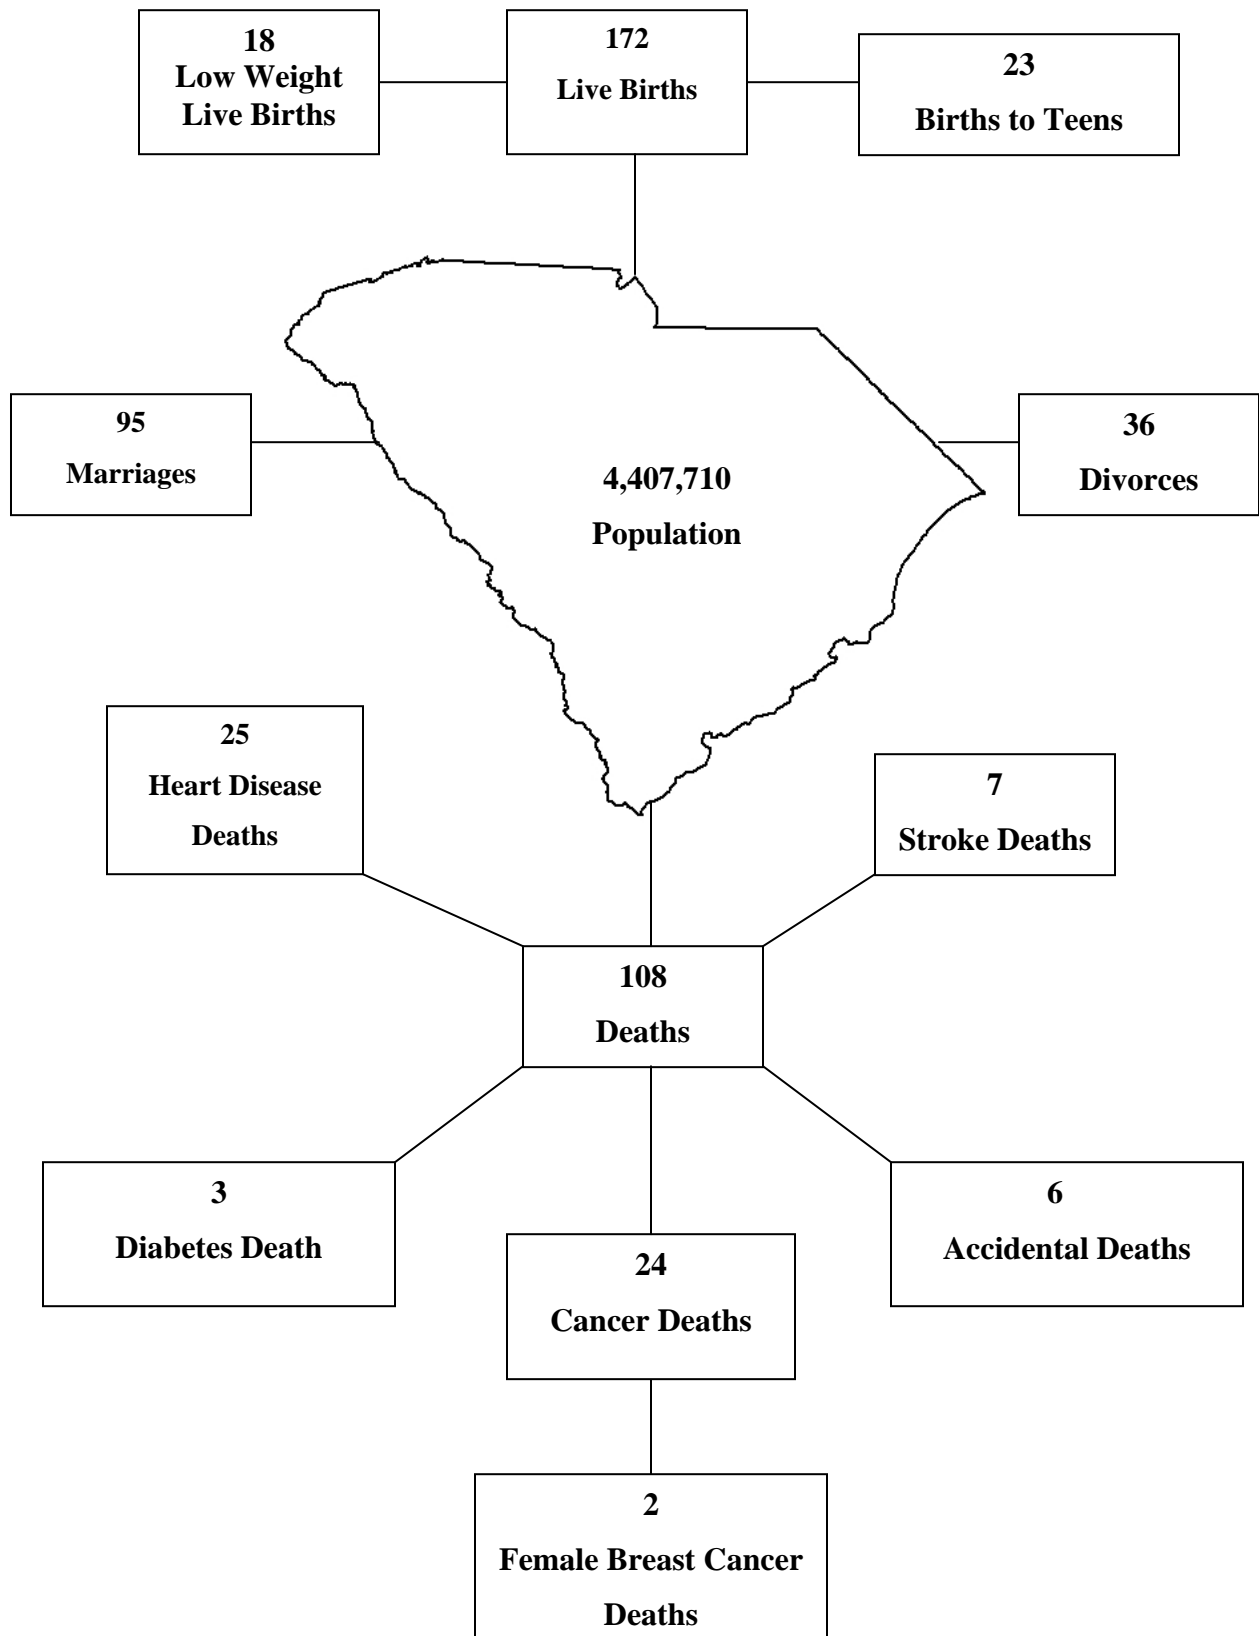 18
Low Weight
Live Births
172
Live Births
23
Births to Teens
95
Marriages
4,407,710
Population
36
Divorces
25
Heart Disease
Deaths
7
Stroke Deaths
108
Deaths
3
Diabetes Death
24
Cancer Deaths
6
Accidental Deaths
2
Female Breast Cancer
Deaths